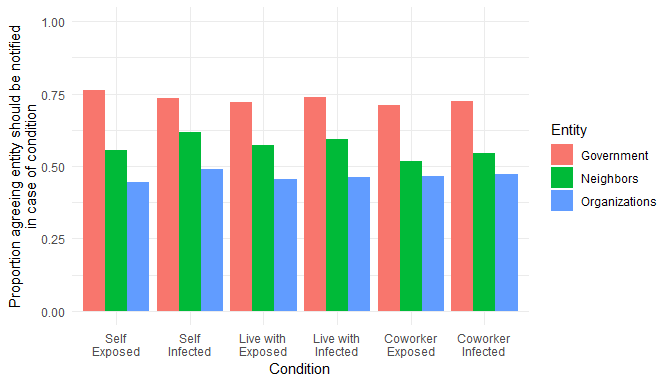 Proportion agreeing entity should be notified
in case of condition
1.00
0.75
0.50
0.25
0.00
Self
Exposed
Self
Infected
Live with
Exposed
Live with
Infected
Coworker
Exposed
Coworker
Infected
Condition
Entity
Government
Neighbors
Organizations